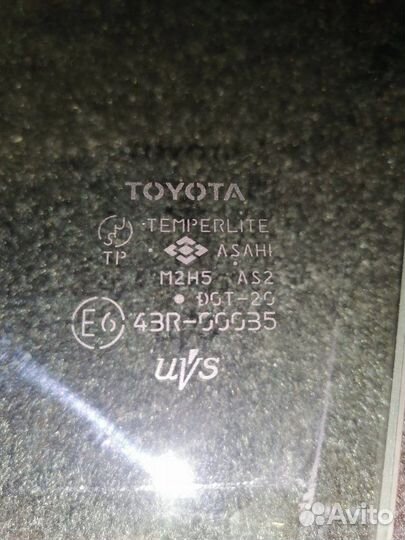 TOYOTA
TEMPERLITE
TP ASAHI
M2H5 AS2
DOT-20
E6 43R-00035
uvs
Avito